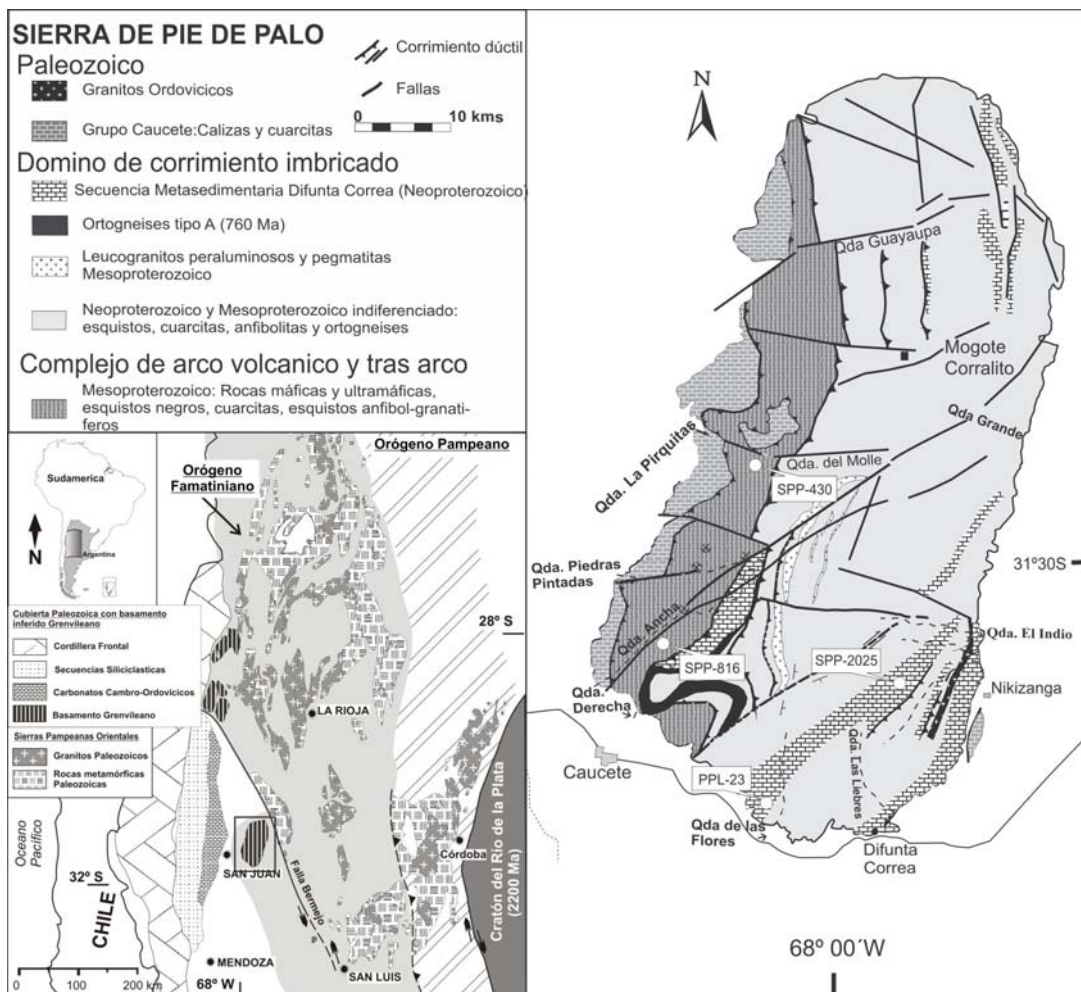 SIERRA DE PIE DE PALO
Paleozoico
Granitos Ordovicicos
Grupo Caucete:Calizas y cuarcitas
Corrimiento dúctil
Fallas
0 10 kms
Domino de corrimiento imbricado
Secuencia Metasedimentaria Difunta Correa (Neoproterozoico)
Ortogneises tipo A (760 Ma)
Leucogranitos peraluminosos y pegmatitas
Mesoproterozoico
Neoproterozoico y Mesoproterozoico indiferenciado:
esquistos, cuarcitas, anfibolitas y ortogneises
Complejo de arco volcanico y tras arco
Mesoproterozoico: Rocas máficas y ultramáficas,
esquistos negros, cuarcitas, esquistos anfibol-granati-
feros
Sudamerica
Argentina
N
Orógeno Pampeano
Orógeno
Famatiniano
28º S
Cubierta Paleozoica con basamento
inferido Grenvileano
Cordillera Frontal
Secuencias Siliciclasticas
Carbonatos Cambro-Ordovicicos
Basamento Grenvileano
Sierras Pampeanas Orientales
Granitos Paleozoicos
Rocas metamórficas
Paleozoicas
LA RIOJA
Oceano
Pacífico
32º S
CHILE
SAN JUAN
Falla Bermejo
Córdoba
Cratón del Río de la Plata
(2200 Ma)
MENDOZA
SAN LUIS
0 100 200 km
68º W
N
Qda Guayaupa
Mogote
Corralito
Qda Grande
Qda. La Pirquitas
Qda. del Molle
SPP-430
31º30S
Qda. Piedras
Pintadas
Qda. Ancha
Qda. El Indio
SPP-816
SPP-2025
Qda.
Derecha
Nikizanga
Caucete
Qda. Las Liebres
PPL-23
Qda de las
Flores
Difunta
Correa
68º 00´W